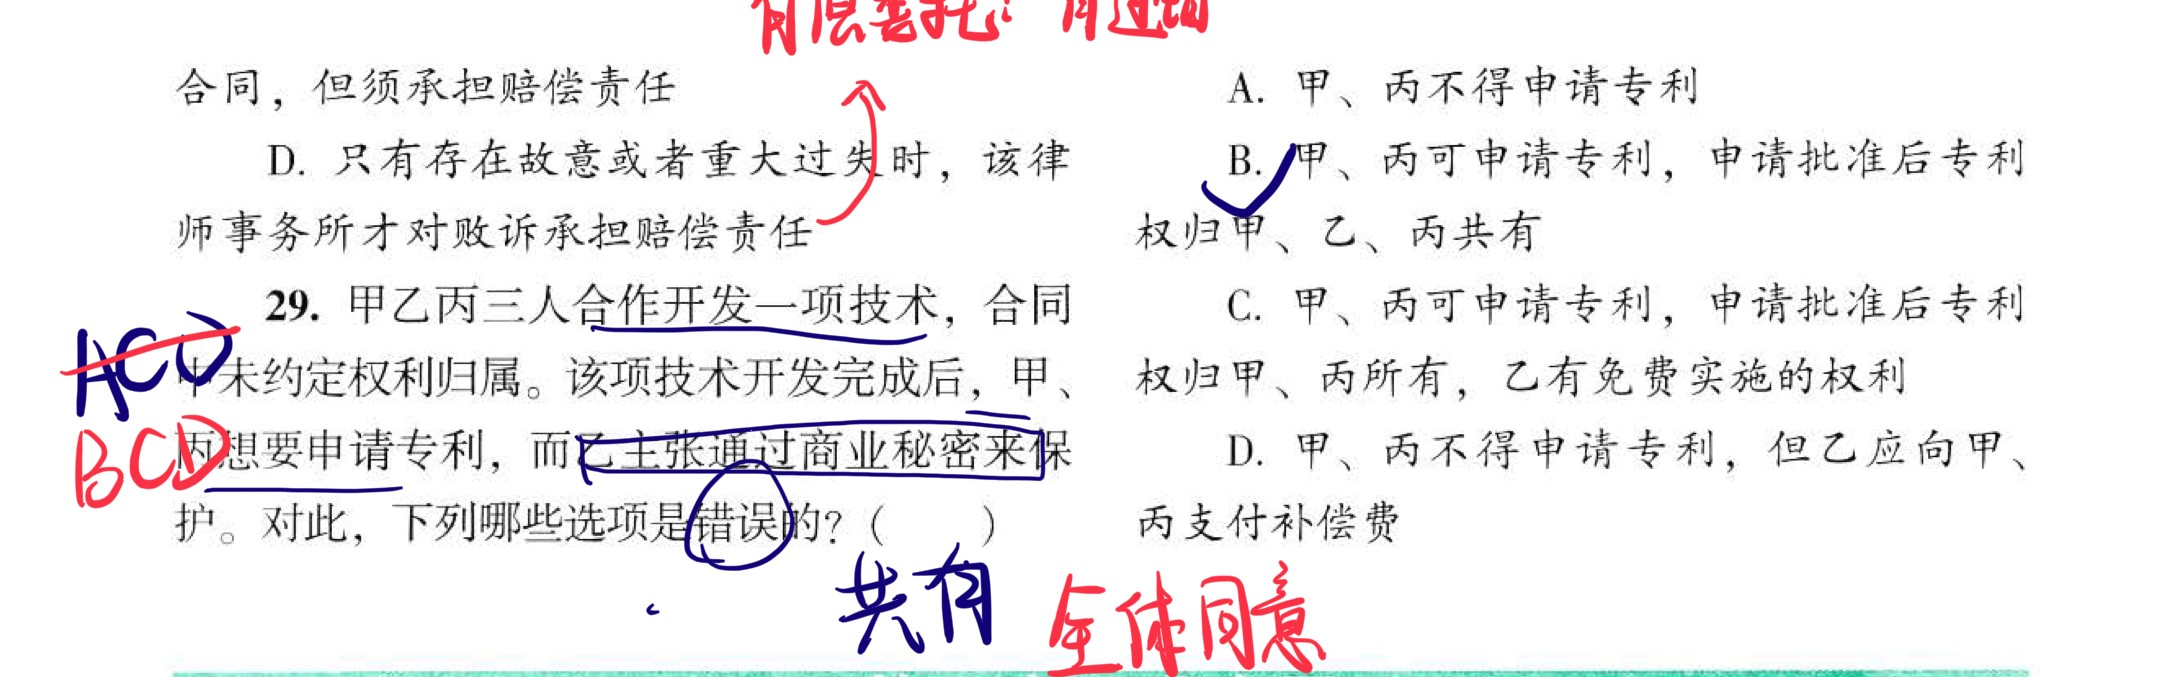 有原委托：有过错
合同，但须承担赔偿责任
D. 只有存在故意或者重大过失时，该律
师事务所才对败诉承担赔偿责任
29. 甲乙丙三人合作开发一项技术，合同
中未约定权利归属。该项技术开发完成后，甲、
丙想要申请专利，而乙主张通过商业秘密来保
护。对此，下列哪些选项是错误的？（　　）
ACD
BCD
共有
全体同意
A. 甲、丙不得申请专利
B. 甲、丙可申请专利，申请批准后专利
权归甲、乙、丙共有
C. 甲、丙可申请专利，申请批准后专利
权归甲、丙所有，乙有免费实施的权利
D. 甲、丙不得申请专利，但乙应向甲、
丙支付补偿费